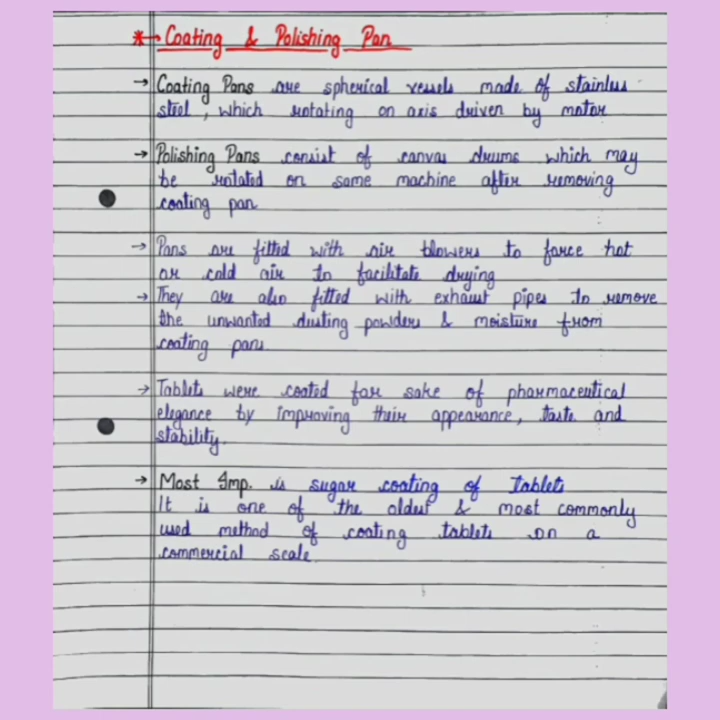 *→ Coating & Polishing Pan
→ Coating Pans are spherical vessels made of stainless
steel, which rotating on axis driven by motor
→ Polishing Pans consist of canvas drums which may
be rotated on same machine after removing
coating pan
→ Pans are fitted with air blowers to force hot
or cold air to facilitate drying
→ They are also fitted with exhaust pipes to remove
the unwanted dusting powders & moisture from
coating pans
→ Tablets were coated for sake of pharmaceutical
elegance by improving their appearance, taste and
stability.
→ Most Imp. is sugar coating of Tablets
It is one of the oldest & most commonly
used method of coating tablets on a
commercial scale